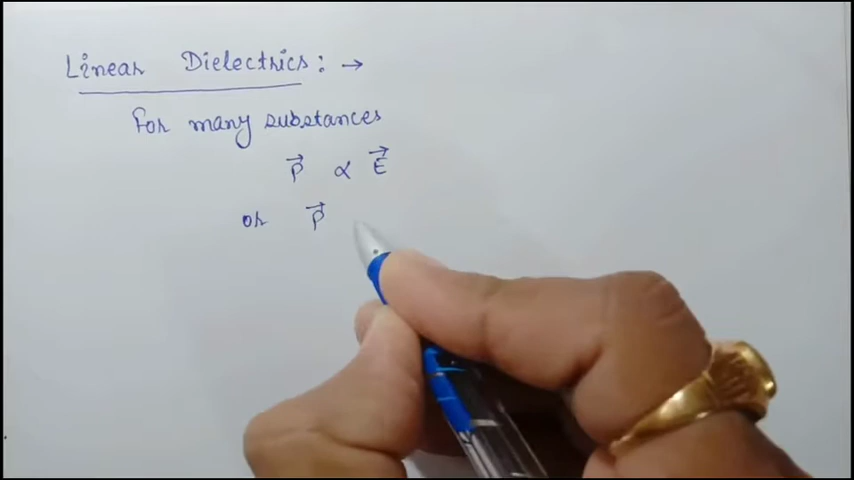 Linear Dielectrics : →
For many substances
P⃗ ∝ E⃗
or P⃗